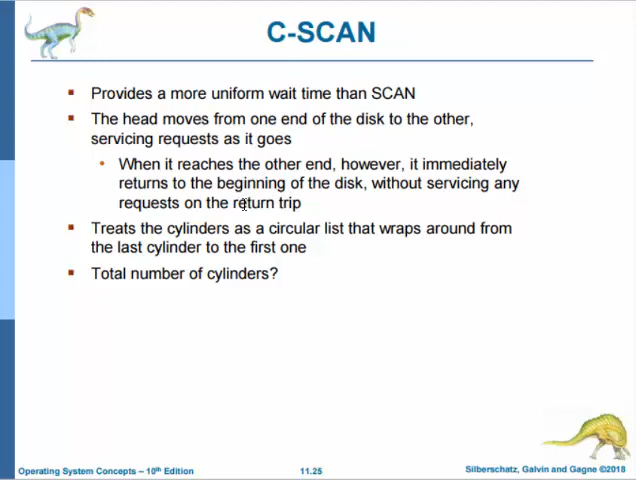 C-SCAN
Provides a more uniform wait time than SCAN
The head moves from one end of the disk to the other,
servicing requests as it goes
When it reaches the other end, however, it immediately
returns to the beginning of the disk, without servicing any
requests on the return trip
Treats the cylinders as a circular list that wraps around from
the last cylinder to the first one
Total number of cylinders?
Operating System Concepts – 10th Edition
11.25
Silberschatz, Galvin and Gagne ©2018